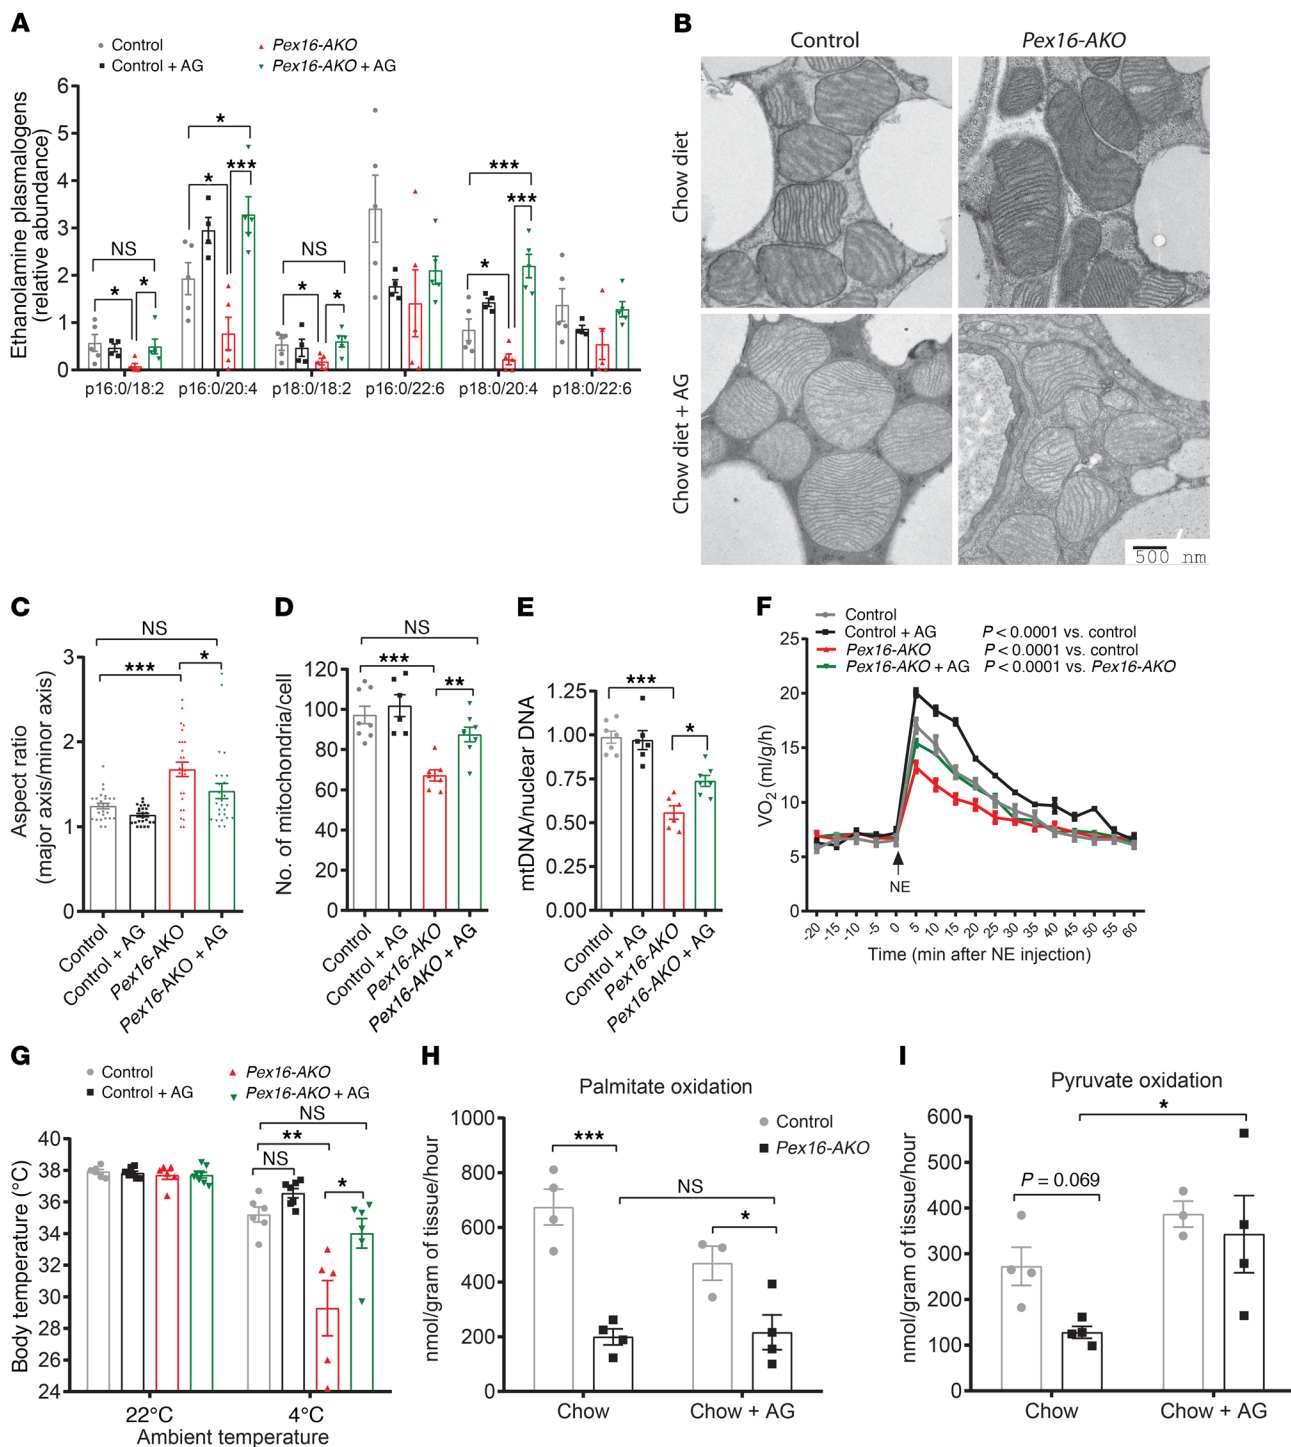 A
Control
Control + AG
Pex16-AKO
Pex16-AKO + AG
Ethanolamine plasmalogens
(relative abundance)
6
5
4
3
2
1
0
NS
*
*
*
*
***
NS
*
*
***
*
***
p16:0/18:2
p16:0/20:4
p18:0/18:2
p16:0/22:6
p18:0/20:4
p18:0/22:6
B
Control
Pex16-AKO
Chow diet
Chow diet + AG
500 nm
C
Aspect ratio
(major axis/minor axis)
3
2
1
0
NS
***
*
Control
Control + AG
Pex16-AKO
Pex16-AKO + AG
D
No. of mitochondria/cell
120
100
80
60
40
20
0
NS
***
**
Control
Control + AG
Pex16-AKO
Pex16-AKO + AG
E
mtDNA/nuclear DNA
1.25
1.00
0.75
0.50
0.25
0.00
***
*
Control
Control + AG
Pex16-AKO
Pex16-AKO + AG
F
Control
Control + AG P < 0.0001 vs. control
Pex16-AKO P < 0.0001 vs. control
Pex16-AKO + AG P < 0.0001 vs. Pex16-AKO
VO2 (ml/g/h)
25
20
15
10
5
0
NE
-20 -15 -10 -5 0 5 10 15 20 25 30 35 40 45 50 55 60
Time (min after NE injection)
G
Control
Control + AG
Pex16-AKO
Pex16-AKO + AG
Body temperature (°C)
40
38
36
34
32
30
28
26
24
NS
**
NS
*
22°C
4°C
Ambient temperature
H
Palmitate oxidation
Control
Pex16-AKO
nmol/gram of tissue/hour
1000
800
600
400
200
0
***
NS
*
Chow
Chow + AG
I
Pyruvate oxidation
nmol/gram of tissue/hour
600
500
400
300
200
100
0
*
P = 0.069
Chow
Chow + AG